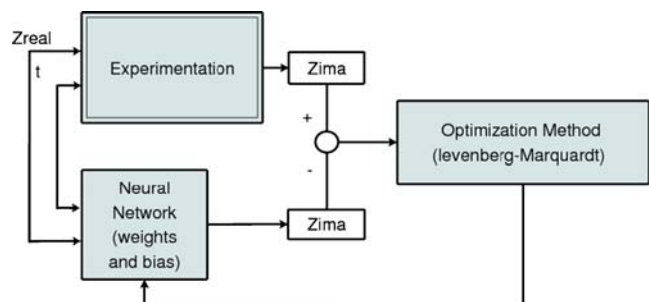 Zreal
t
Experimentation
Zima
+
-
Optimization Method
(levenberg-Marquardt)
Neural
Network
(weights
and bias)
Zima